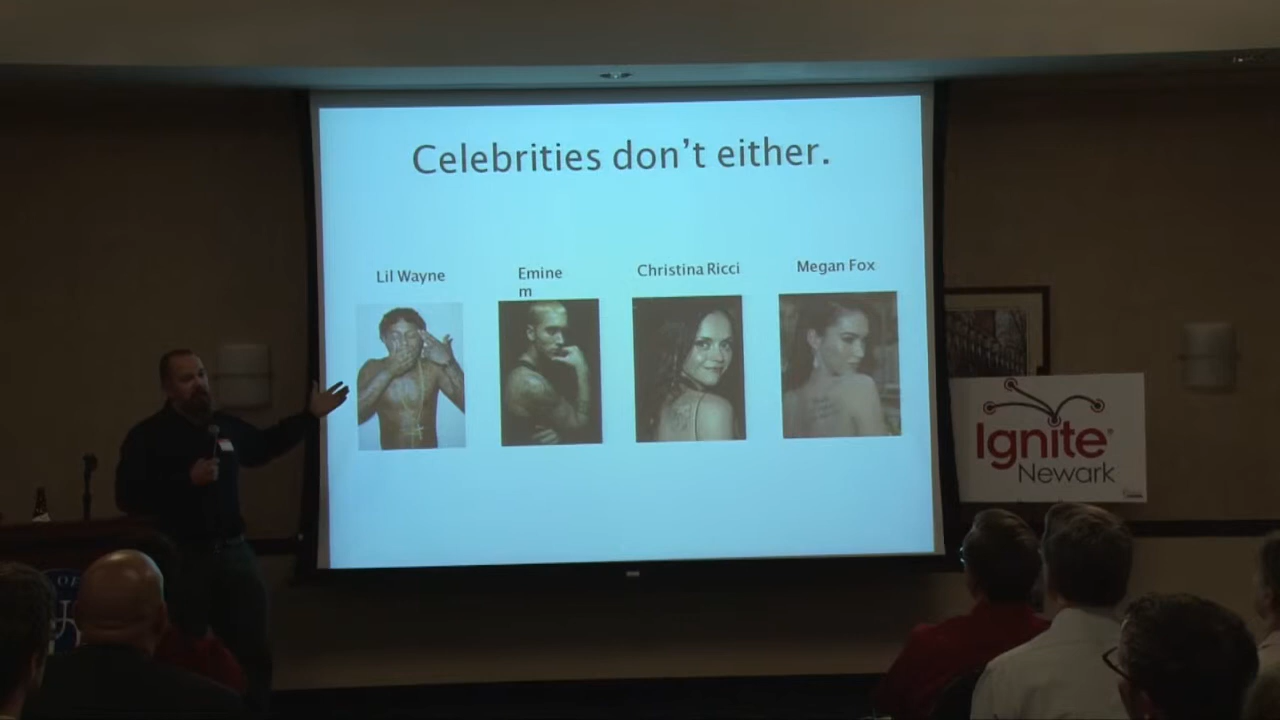 Celebrities don't either.
Lil Wayne
Emine
m
Christina Ricci
Megan Fox
Ignite
Newark